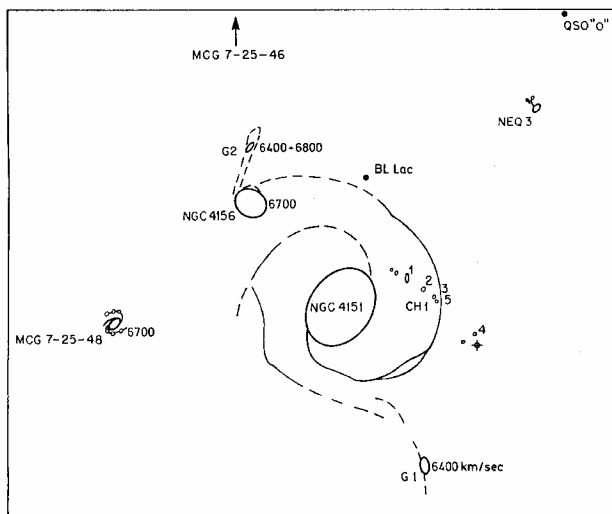 QSO "0"
MCG 7-25-46
NEQ 3
G2 6400+6800
BL Lac
NGC 4156 6700
1
2
3
NGC 4151
CH 1 5
MCG 7-25-48 6700
4
6400 km/sec
G1